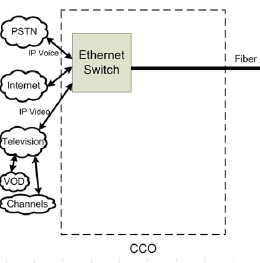 PSTN
IP Voice
Ethernet
Switch
Fiber
Internet
IP Video
Television
VOD
Channels
CCO